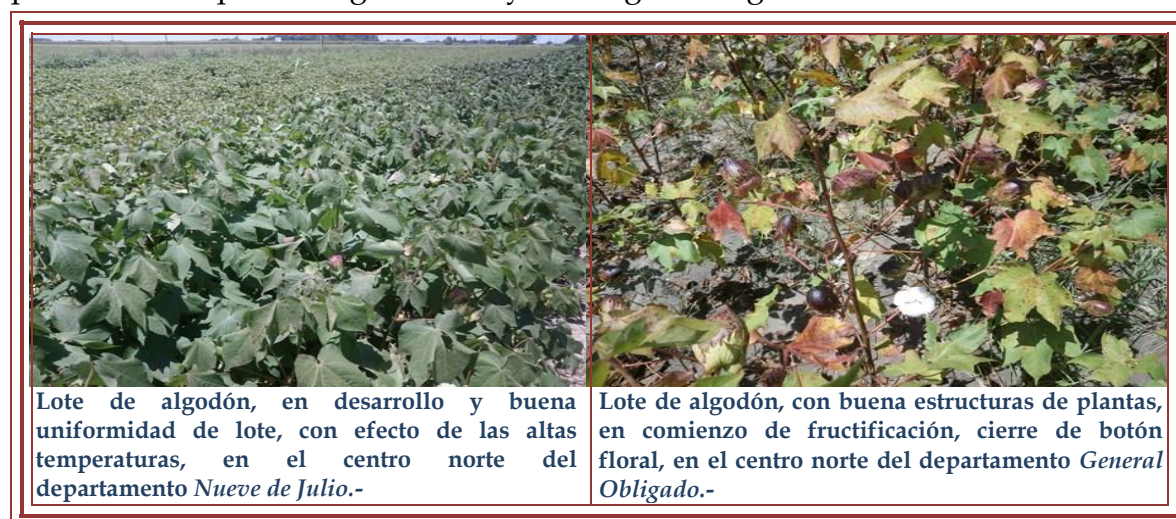 Lote de algodón, en desarrollo y buena
uniformidad de lote, con efecto de las altas
temperaturas, en el centro norte del
departamento Nueve de Julio.-
Lote de algodón, con buena estructuras de plantas,
en comienzo de fructificación, cierre de botón
floral, en el centro norte del departamento General
Obligado.-